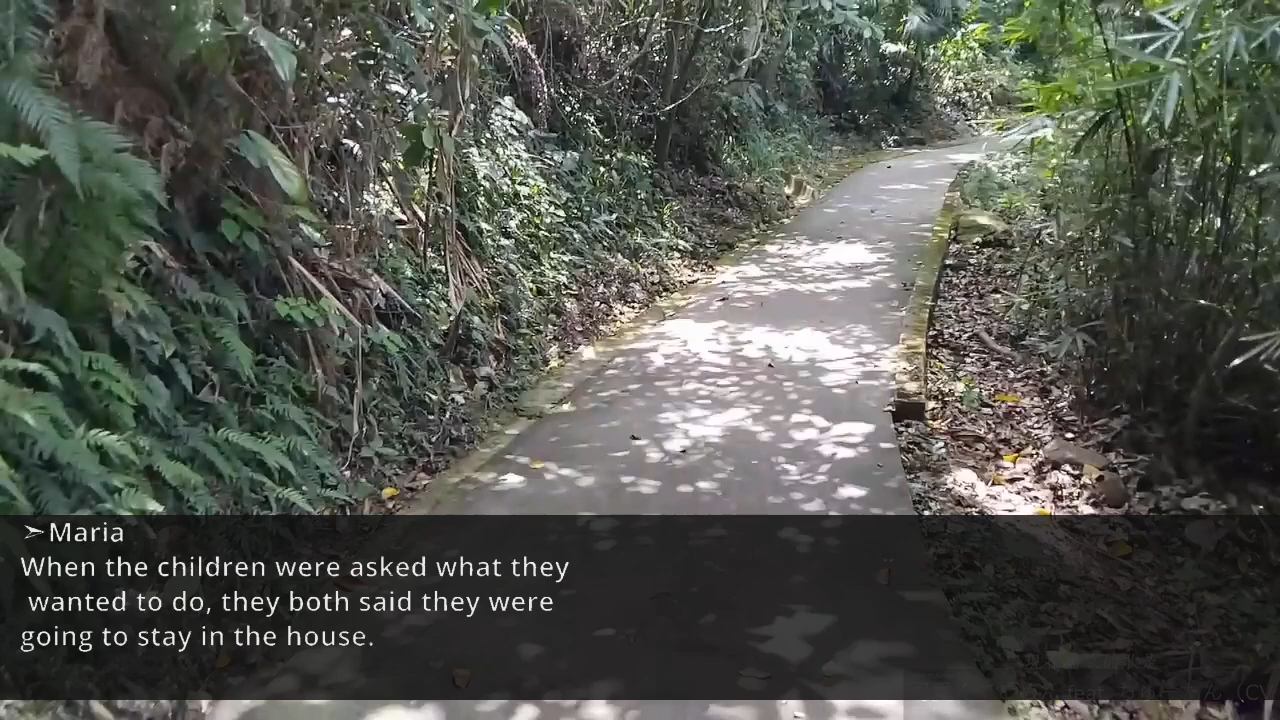 ➣Maria
When the children were asked what they
wanted to do, they both said they were
going to stay in the house.